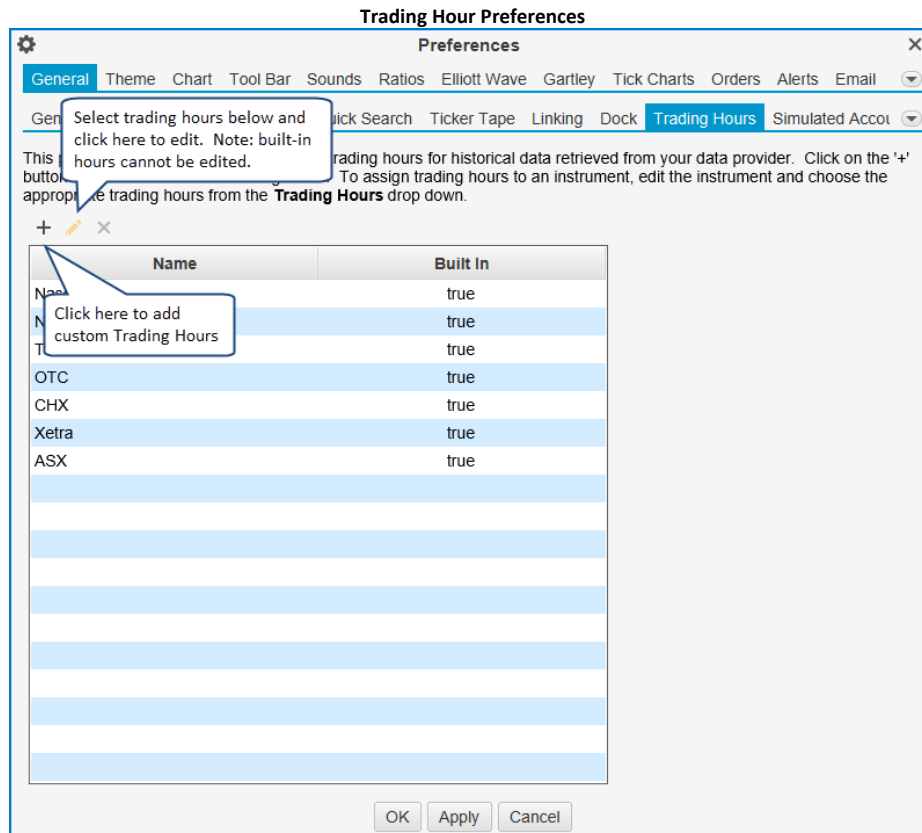 Trading Hour Preferences
Preferences
General Theme Chart Tool Bar Sounds Ratios Elliott Wave Gartley Tick Charts Orders Alerts Email
Gen Search Ticker Tape Linking Dock Trading Hours Simulated Accou
Select trading hours below and
click here to edit. Note: built-in
hours cannot be edited.
This rading hours for historical data retrieved from your data provider. Click on the '+'
butto To assign trading hours to an instrument, edit the instrument and choose the
appropr te trading hours from the Trading Hours drop down.
Name Built In
Nas true
Click here to add
custom Trading Hours
N true
T true
OTC true
CHX true
Xetra true
ASX true
OK Apply Cancel